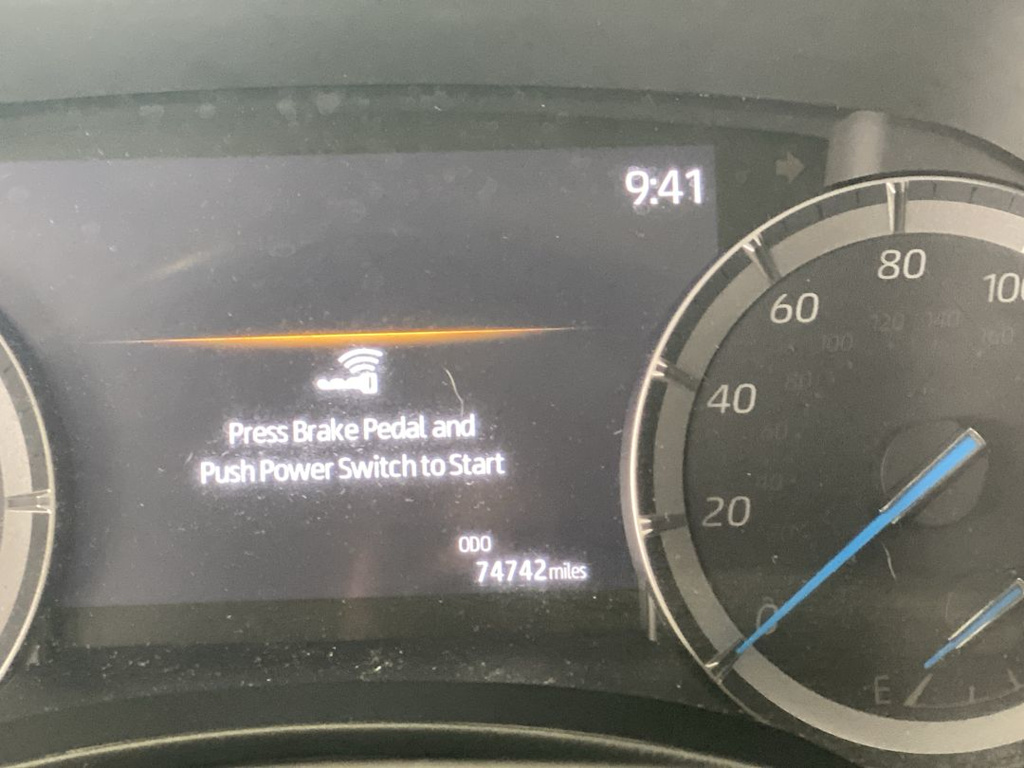 9:41
Press Brake Pedal and
Push Power Switch to Start
ODO
74742 miles
0
20
40
60
80
E